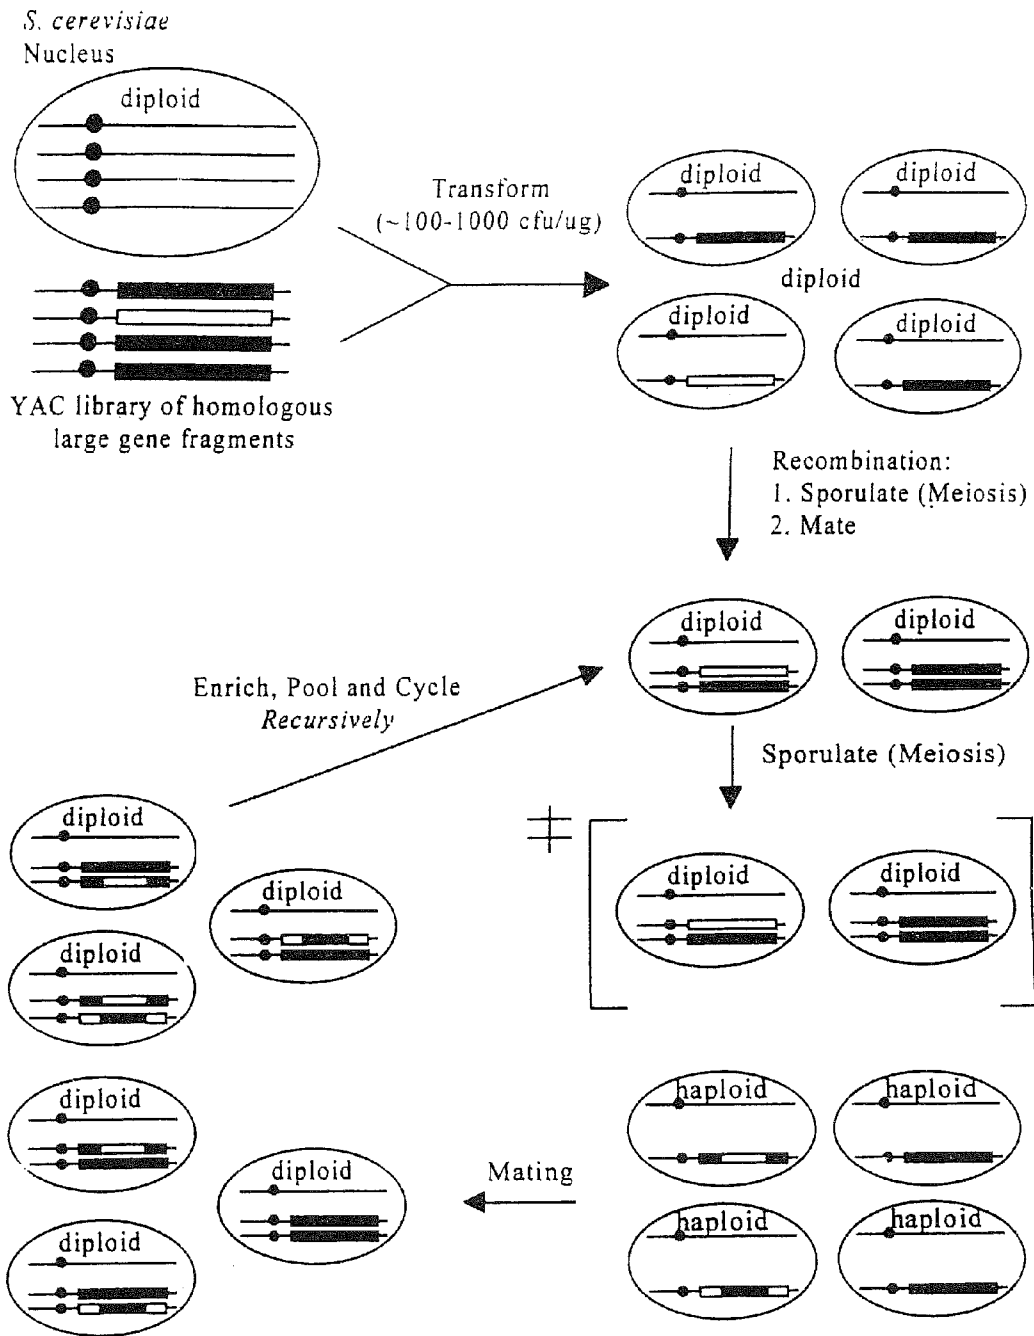 S. cerevisiae
Nucleus
diploid
YAC library of homologous
large gene fragments
Transform
(~100-1000 cfu/ug)
diploid
diploid
diploid
diploid
diploid
Recombination:
1. Sporulate (Meiosis)
2. Mate
diploid
diploid
Enrich, Pool and Cycle
Recursively
Sporulate (Meiosis)
diploid
diploid
haploid
haploid
haploid
haploid
Mating
diploid
diploid
diploid
diploid
diploid
diploid